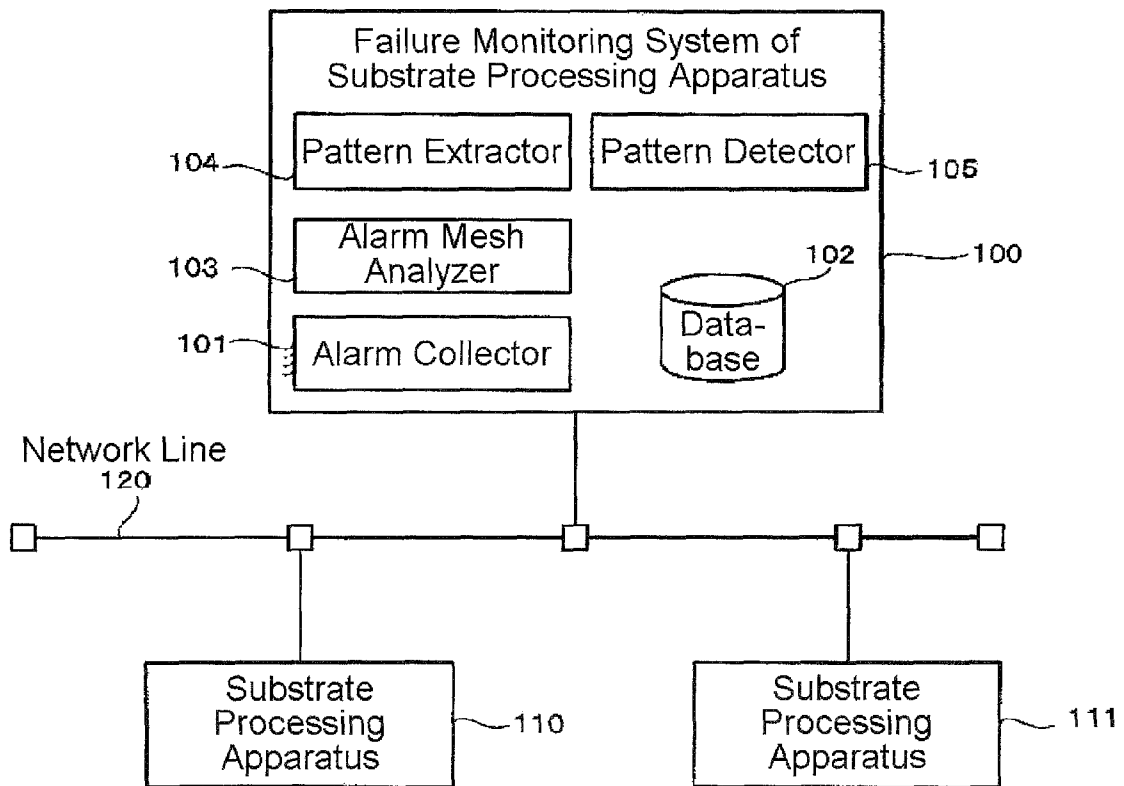 Failure Monitoring System of
Substrate Processing Apparatus
104
Pattern Extractor
Pattern Detector
105
103
Alarm Mesh
Analyzer
102
100
101
Alarm Collector
Data-
base
Network Line
120
Substrate
Processing
Apparatus
110
Substrate
Processing
Apparatus
111